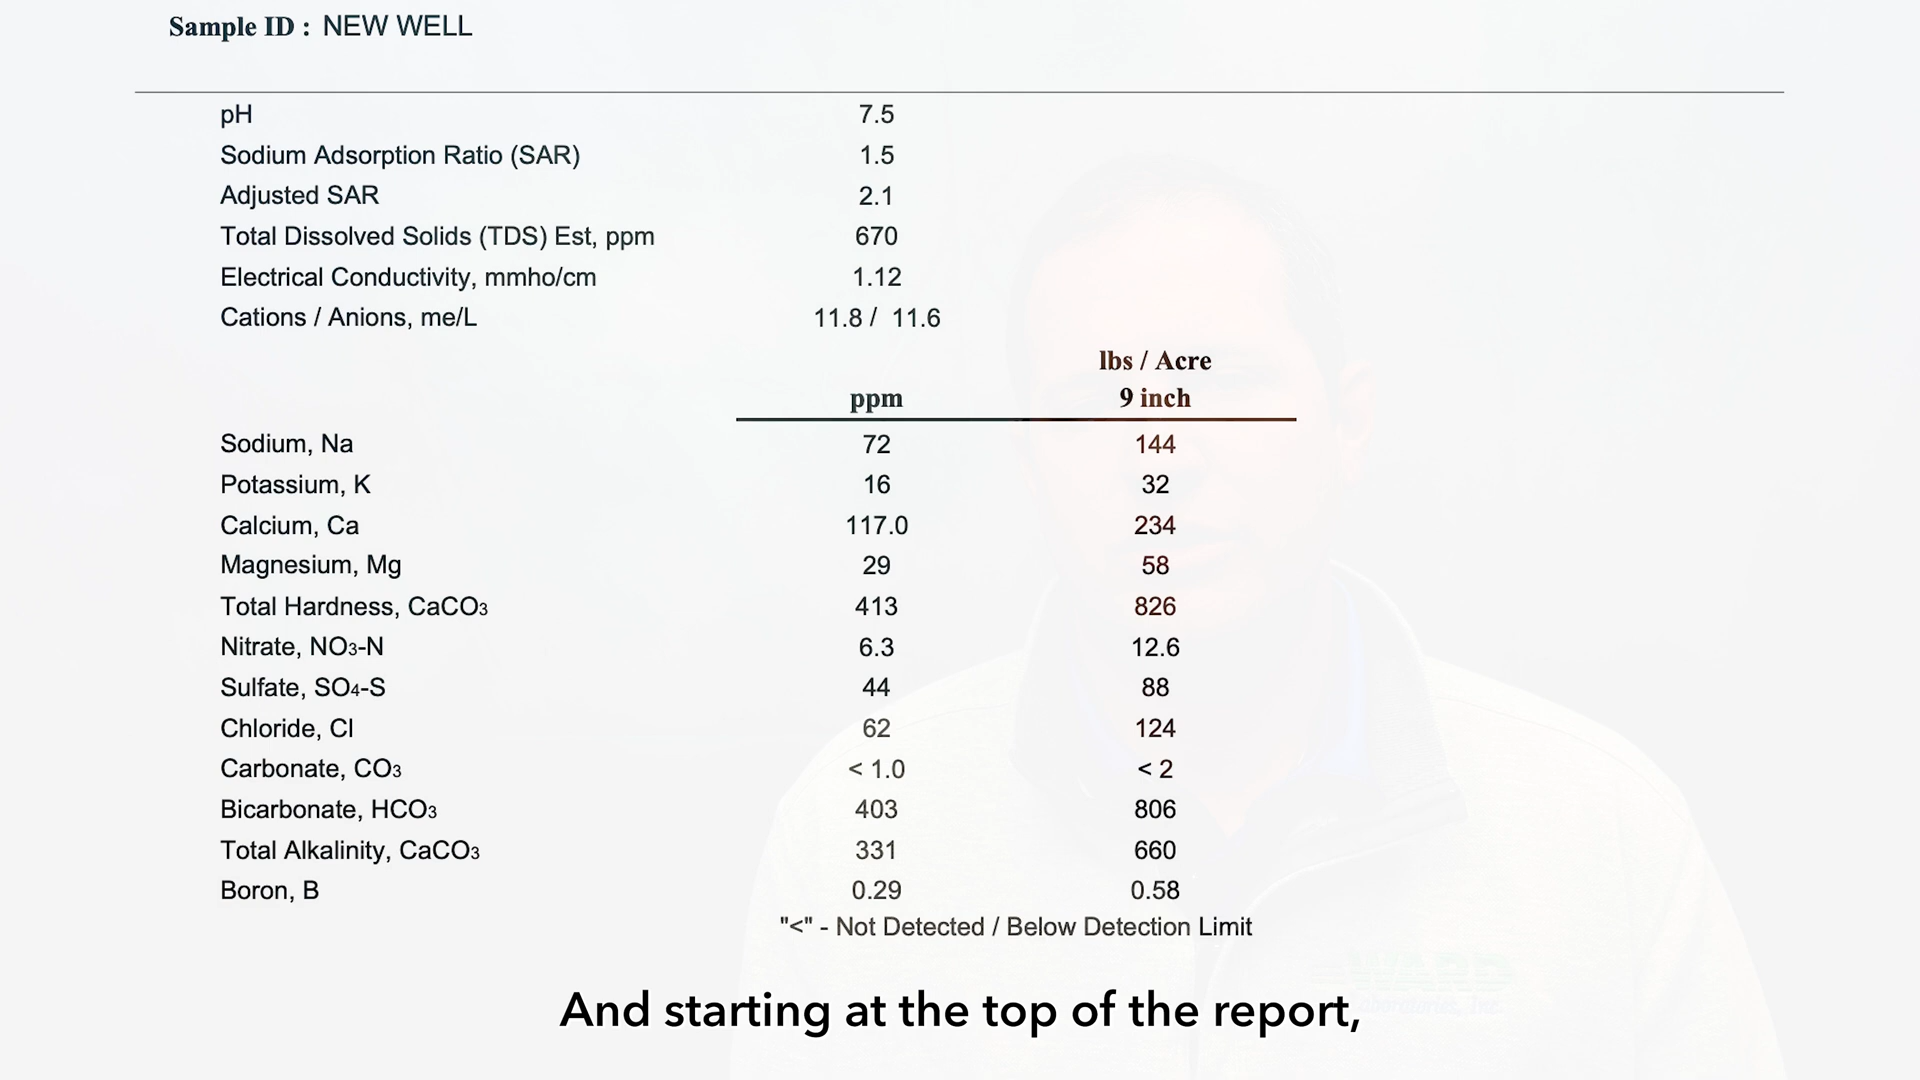 Sample ID : NEW WELL
pH 7.5
Sodium Adsorption Ratio (SAR) 1.5
Adjusted SAR 2.1
Total Dissolved Solids (TDS) Est, ppm 670
Electrical Conductivity, mmho/cm 1.12
Cations / Anions, me/L 11.8 / 11.6
lbs / Acre
ppm 9 inch
Sodium, Na 72 144
Potassium, K 16 32
Calcium, Ca 117.0 234
Magnesium, Mg 29 58
Total Hardness, CaCO3 413 826
Nitrate, NO3-N 6.3 12.6
Sulfate, SO4-S 44 88
Chloride, Cl 62 124
Carbonate, CO3 < 1.0 < 2
Bicarbonate, HCO3 403 806
Total Alkalinity, CaCO3 331 660
Boron, B 0.29 0.58
"<" - Not Detected / Below Detection Limit
WARD
Laboratories, Inc.
And starting at the top of the report,